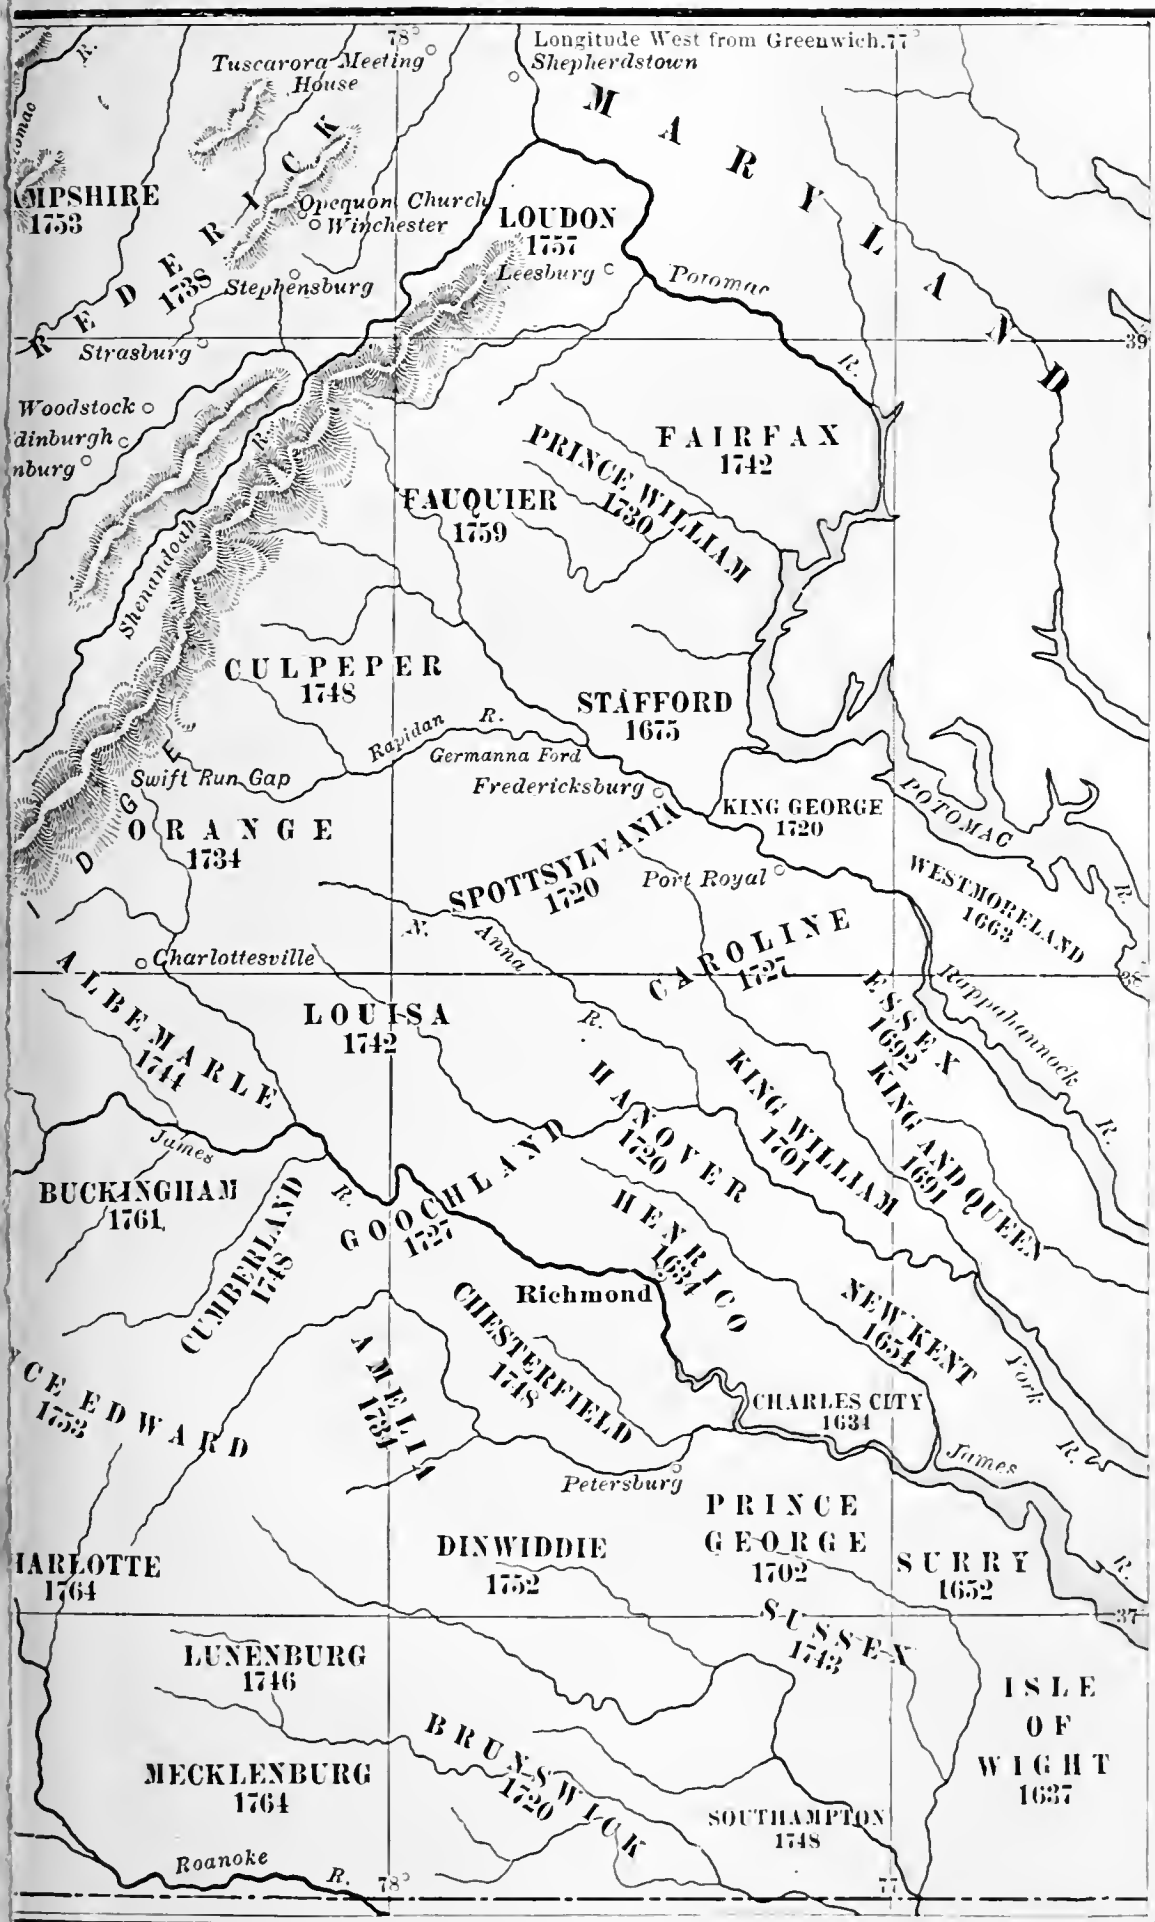 78°
Longitude West from Greenwich. 77°
R.
Tuscarora Meeting
House
Shepherdstown
MARYLAND
omac
AMPSHIRE
1753
REDERICK
1738
Opequon Church
Winchester
LOUDON
1757
Leesburg
Potomac
R.
Stephensburg
Strasburg
39
Woodstock
dinburgh
nburg
R.
Shenandoah
PRINCE WILLIAM
1730
FAIRFAX
1742
FAUQUIER
1759
CULPEPER
1748
STAFFORD
1675
Rapidan R.
Germanna Ford
Fredericksburg
IDGE
Swift Run Gap
ORANGE
1734
KING GEORGE
1720
POTOMAC
R.
SPOTTSYLVANIA
1720
Port Royal
WESTMORELAND
1663
N. Anna
R.
CAROLINE
1727
Charlottesville
38
ALBEMARLE
1744
LOUISA
1742
ESSEX
1692
Rappahannock
R.
HANOVER
1720
KING WILLIAM
1701
KING AND QUEEN
1691
James
R.
BUCKINGHAM
1761
CUMBERLAND
1748
GOOCHLAND
1727
HENRICO
1634
Richmond
NEW KENT
1654
York
R.
CHESTERFIELD
1748
AMELIA
1734
CE EDWARD
1753
CHARLES CITY
1634
James
R.
Petersburg
PRINCE
GEORGE
1702
HARLOTTE
1764
DINWIDDIE
1752
SURRY
1652
37
SUSSEX
1743
LUNENBURG
1746
ISLE
OF
WIGHT
1637
BRUNSWICK
1720
MECKLENBURG
1764
SOUTHAMPTON
1748
Roanoke
R.
78°
77